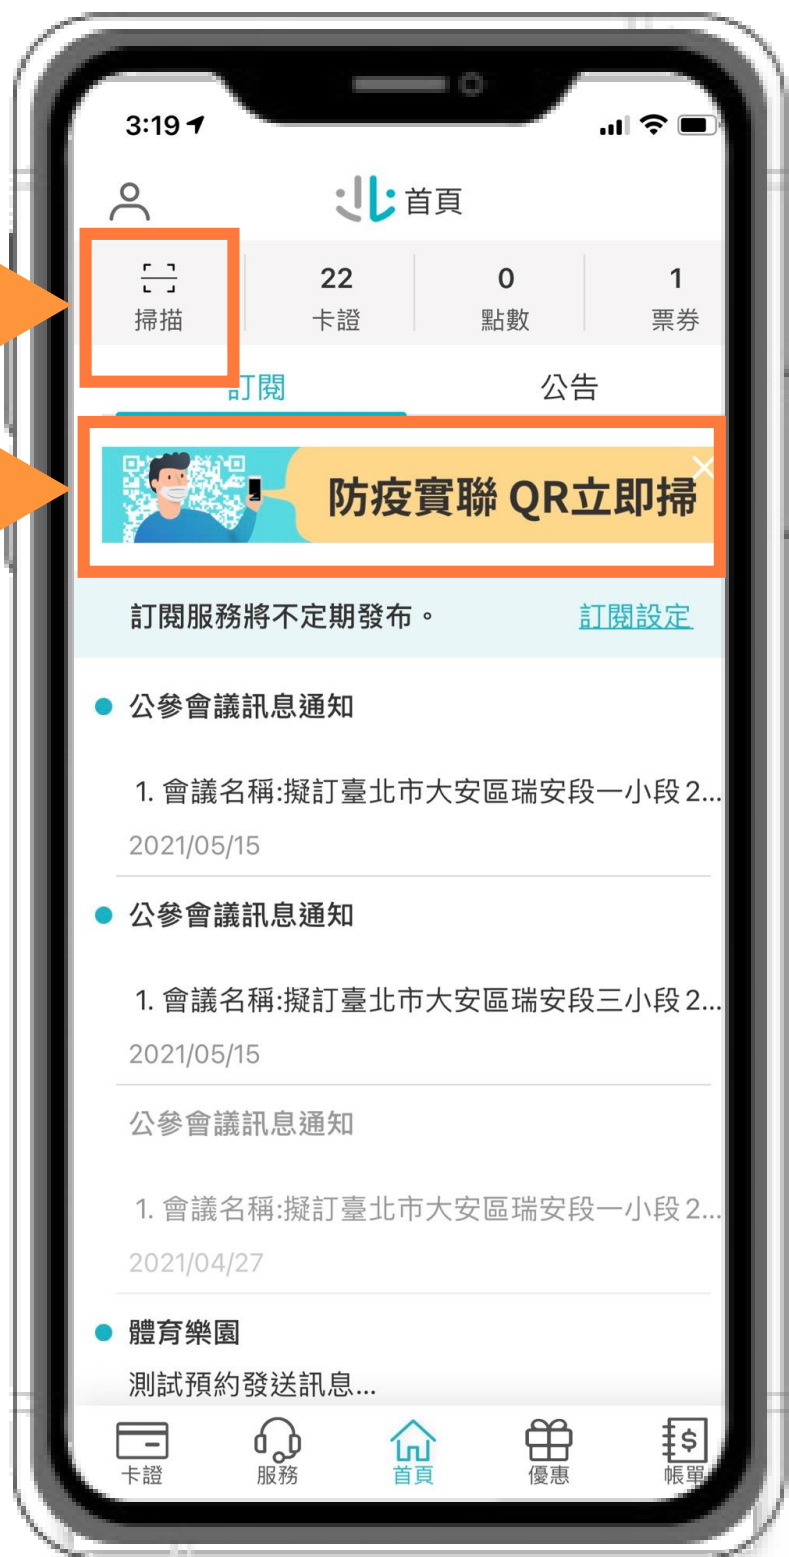 3:19
首頁
22
0
1
掃描
卡證
點數
票券
訂閱
公告
防疫實聯 QR立即掃
訂閱服務將不定期發布。
訂閱設定
公參會議訊息通知
1. 會議名稱:擬訂臺北市大安區瑞安段一小段2...
2021/05/15
公參會議訊息通知
1. 會議名稱:擬訂臺北市大安區瑞安段三小段2...
2021/05/15
公參會議訊息通知
1. 會議名稱:擬訂臺北市大安區瑞安段一小段2...
2021/04/27
體育樂園
測試預約發送訊息...
卡證
服務
首頁
優惠
帳單